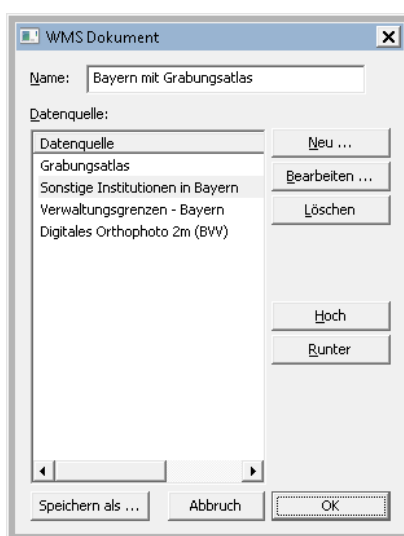 WMS Dokument
Name: Bayern mit Grabungsatlas
Datenquelle:
Datenquelle
Grabungsatlas
Sonstige Institutionen in Bayern
Verwaltungsgrenzen - Bayern
Digitales Orthophoto 2m (BVV)
Neu ...
Bearbeiten ...
Löschen
Hoch
Runter
Speichern als ... Abbruch OK